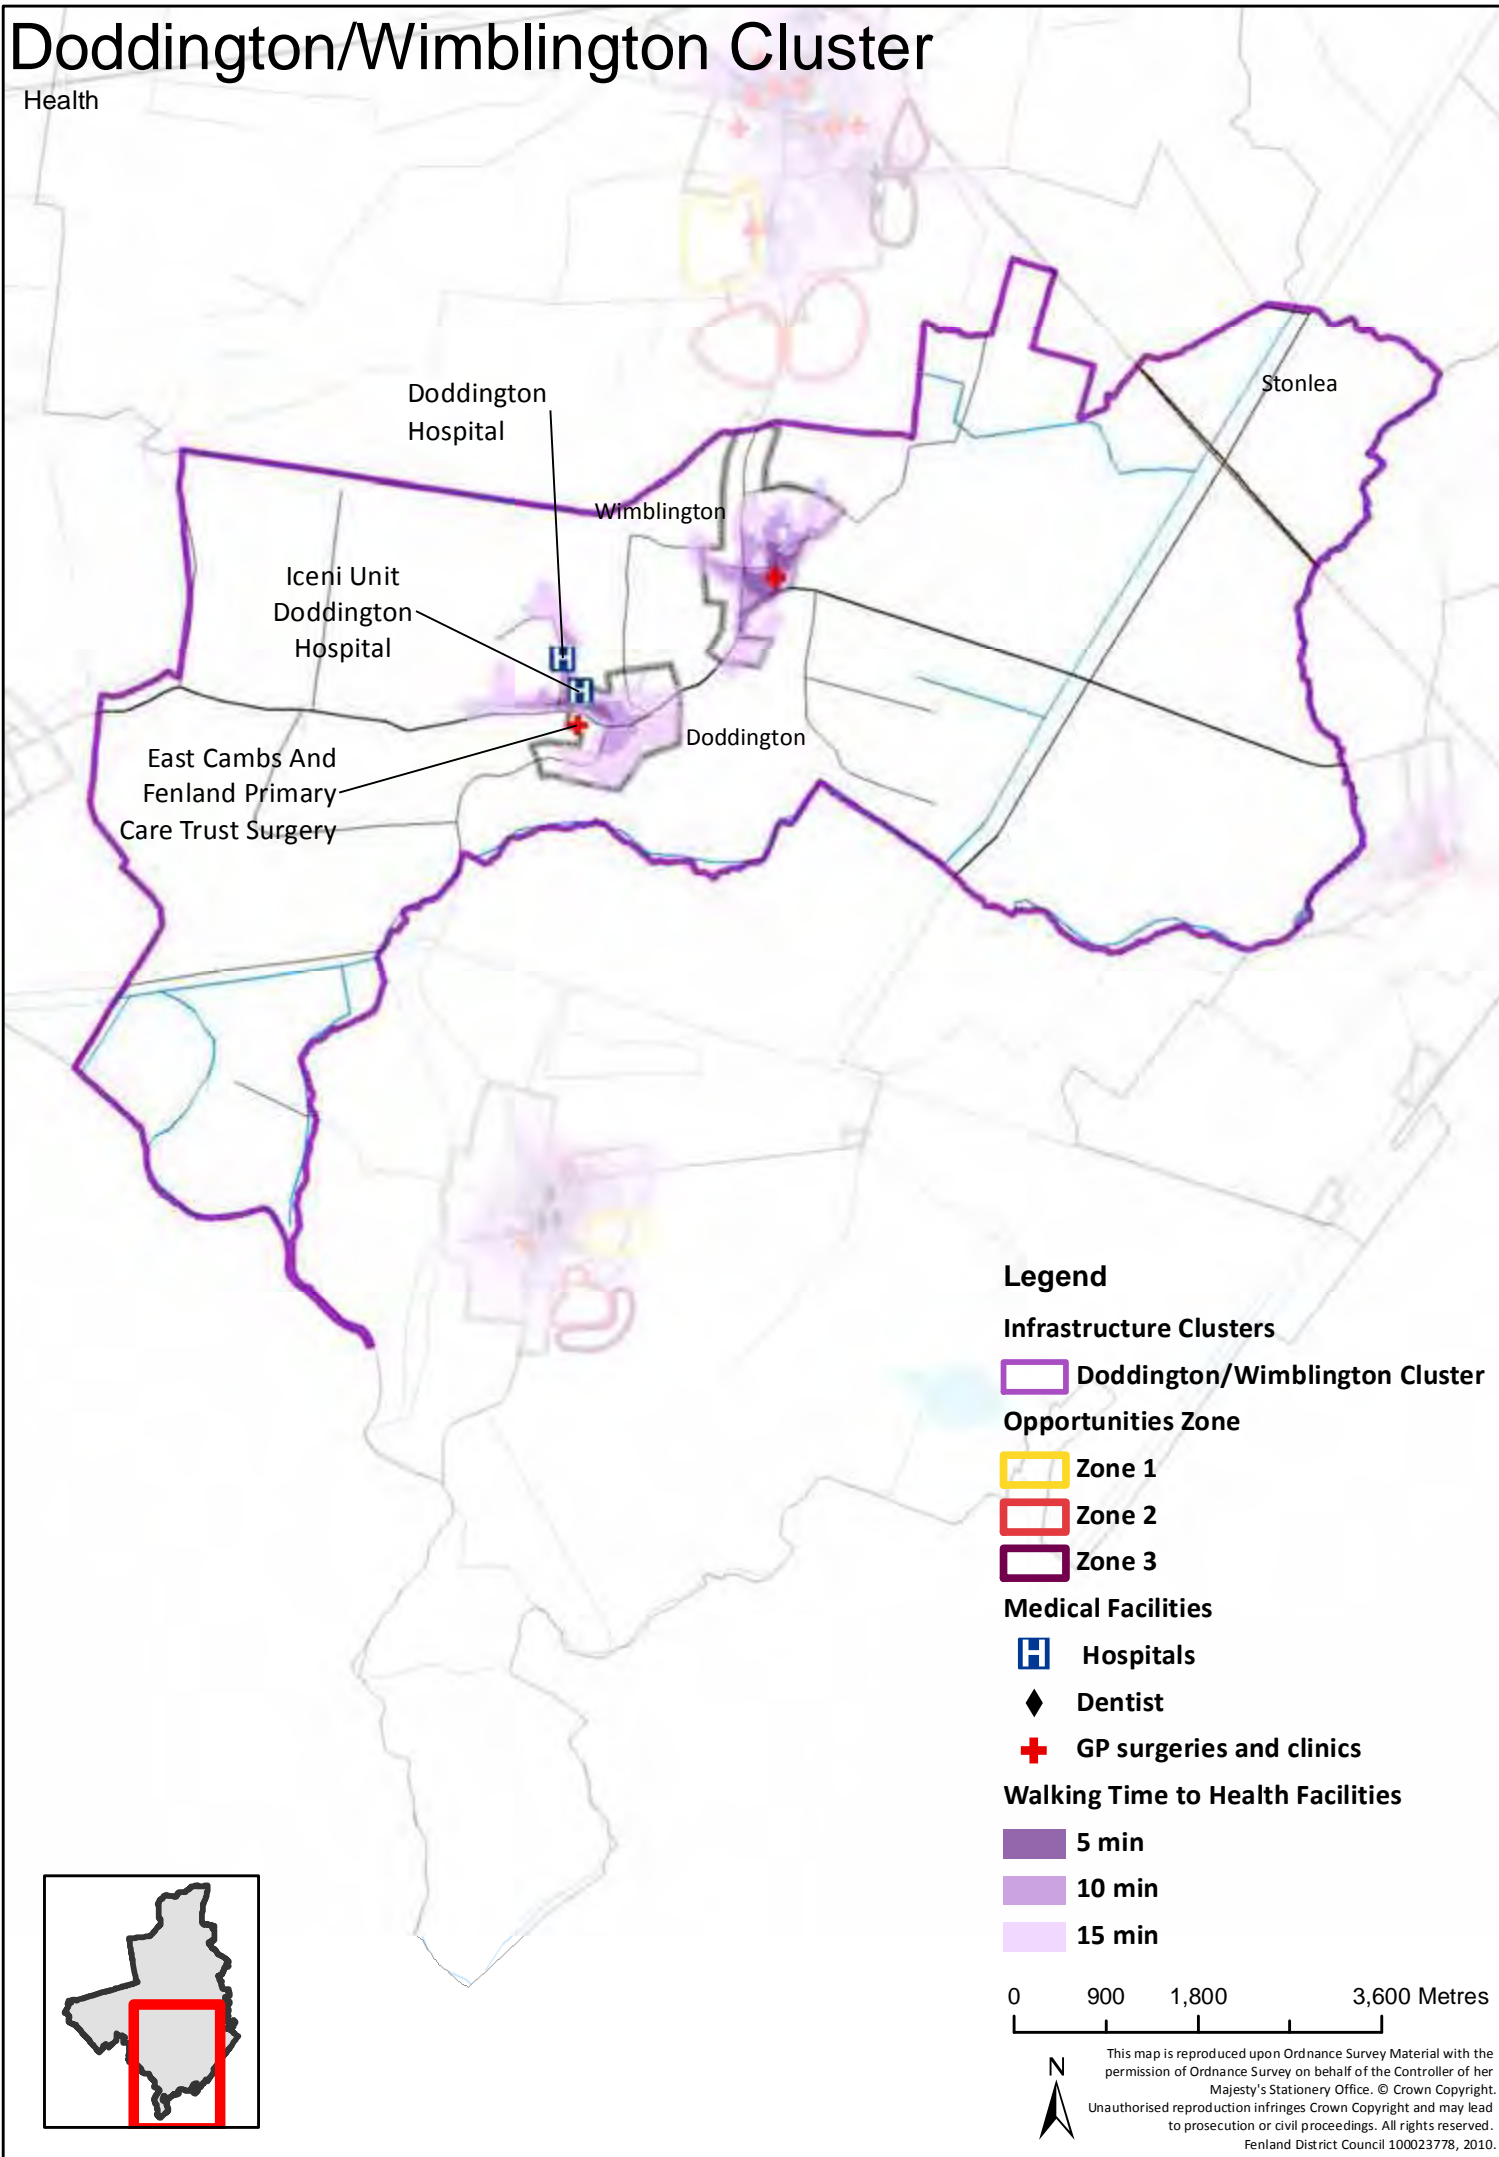 Doddington/Wimblington Cluster
Health
Doddington
Hospital
Stonlea
Wimblington
Iceni Unit
Doddington
Hospital
Doddington
East Cambs And
Fenland Primary
Care Trust Surgery
Legend
Infrastructure Clusters
Doddington/Wimblington Cluster
Opportunities Zone
Zone 1
Zone 2
Zone 3
Medical Facilities
H Hospitals
Dentist
GP surgeries and clinics
Walking Time to Health Facilities
5 min
10 min
15 min
0 900 1,800 3,600 Metres
N
This map is reproduced upon Ordnance Survey Material with the
permission of Ordnance Survey on behalf of the Controller of her
Majesty's Stationery Office. © Crown Copyright.
Unauthorised reproduction infringes Crown Copyright and may lead
to prosecution or civil proceedings. All rights reserved.
Fenland District Council 100023778, 2010.